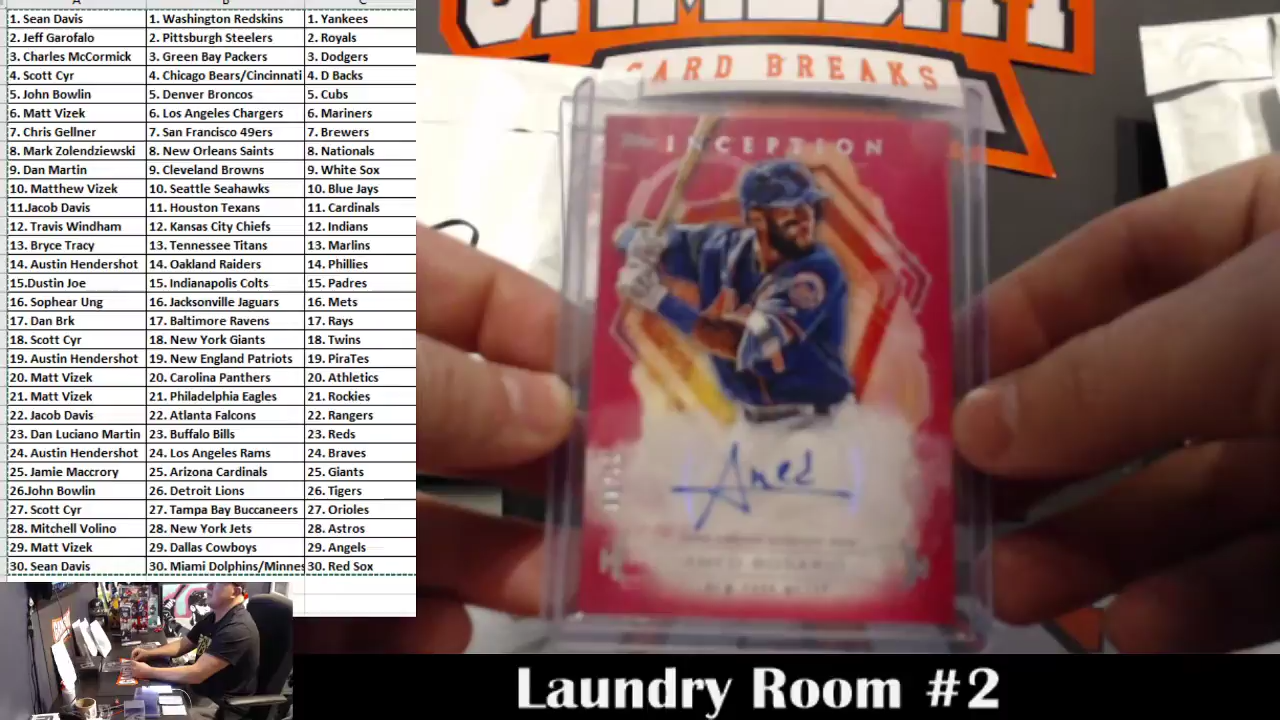 A B C
1. Sean Davis 1. Washington Redskins 1. Yankees
2. Jeff Garofalo 2. Pittsburgh Steelers 2. Royals
3. Charles McCormick 3. Green Bay Packers 3. Dodgers
4. Scott Cyr 4. Chicago Bears/Cincinnati 4. D Backs
5. John Bowlin 5. Denver Broncos 5. Cubs
6. Matt Vizek 6. Los Angeles Chargers 6. Mariners
7. Chris Gellner 7. San Francisco 49ers 7. Brewers
8. Mark Zolendziewski 8. New Orleans Saints 8. Nationals
9. Dan Martin 9. Cleveland Browns 9. White Sox
10. Matthew Vizek 10. Seattle Seahawks 10. Blue Jays
11.Jacob Davis 11. Houston Texans 11. Cardinals
12. Travis Windham 12. Kansas City Chiefs 12. Indians
13. Bryce Tracy 13. Tennessee Titans 13. Marlins
14. Austin Hendershot 14. Oakland Raiders 14. Phillies
15.Dustin Joe 15. Indianapolis Colts 15. Padres
16. Sophear Ung 16. Jacksonville Jaguars 16. Mets
17. Dan Brk 17. Baltimore Ravens 17. Rays
18. Scott Cyr 18. New York Giants 18. Twins
19. Austin Hendershot 19. New England Patriots 19. PiraTes
20. Matt Vizek 20. Carolina Panthers 20. Athletics
21. Matt Vizek 21. Philadelphia Eagles 21. Rockies
22. Jacob Davis 22. Atlanta Falcons 22. Rangers
23. Dan Luciano Martin 23. Buffalo Bills 23. Reds
24. Austin Hendershot 24. Los Angeles Rams 24. Braves
25. Jamie Maccrory 25. Arizona Cardinals 25. Giants
26.John Bowlin 26. Detroit Lions 26. Tigers
27. Scott Cyr 27. Tampa Bay Buccaneers 27. Orioles
28. Mitchell Volino 28. New York Jets 28. Astros
29. Matt Vizek 29. Dallas Cowboys 29. Angels
30. Sean Davis 30. Miami Dolphins/Minnes 30. Red Sox
GAMEDAY
CARD BREAKS
INCEPTION
Amed
Laundry Room #2